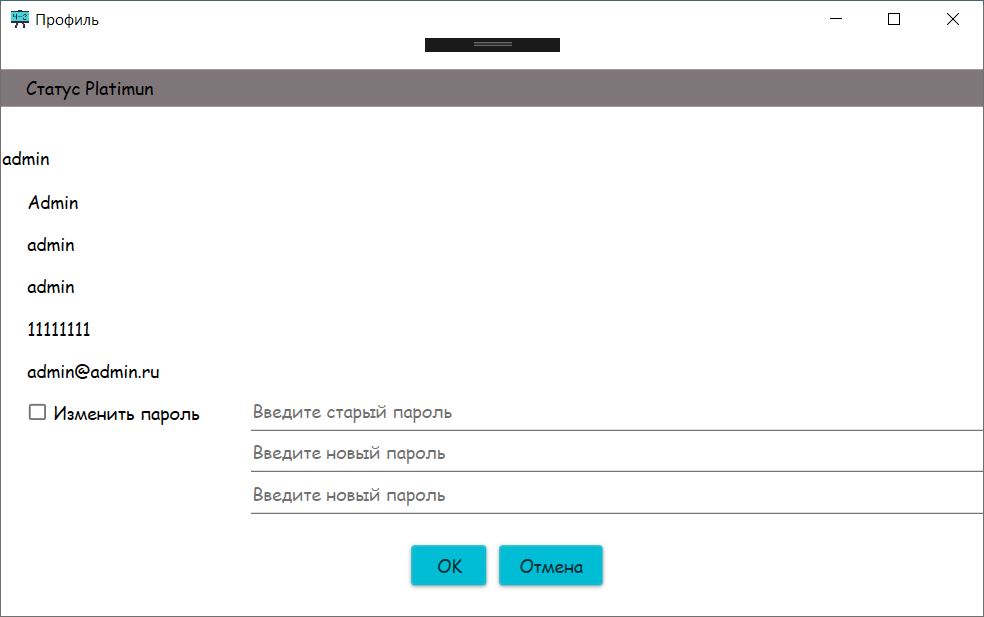 Профиль
Статус Platimun
admin
Admin
admin
admin
11111111
admin@admin.ru
Изменить пароль
Введите старый пароль
Введите новый пароль
Введите новый пароль
OK Отмена